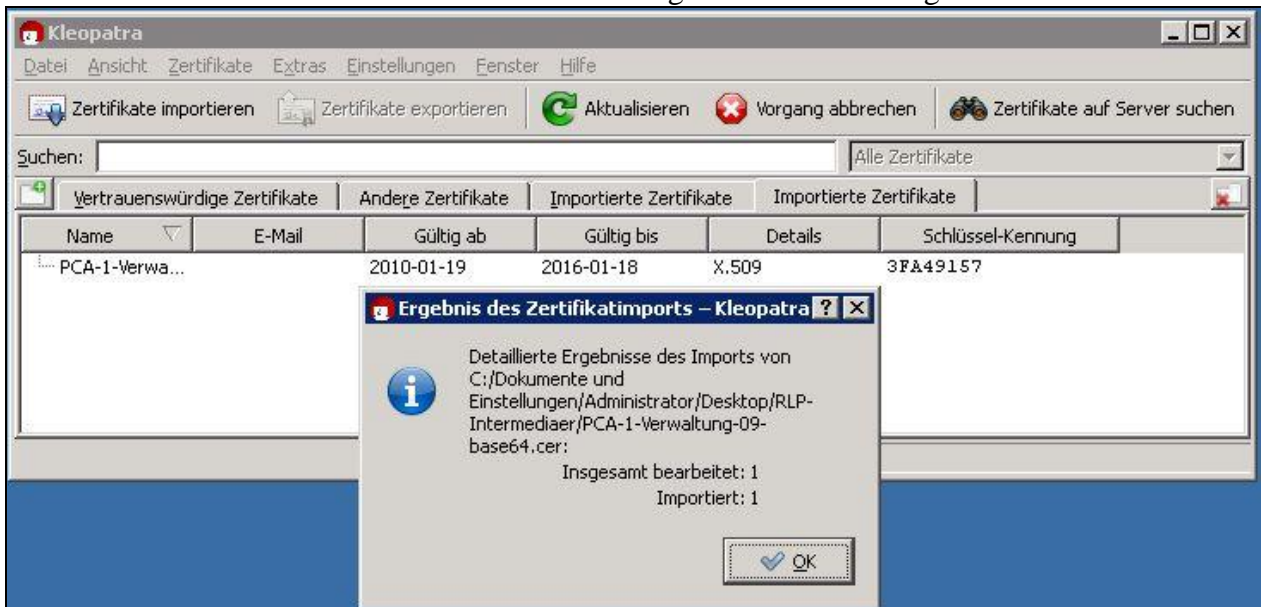 Kleopatra
Datei Ansicht Zertifikate Extras Einstellungen Fenster Hilfe
Zertifikate importieren Zertifikate exportieren Aktualisieren Vorgang abbrechen Zertifikate auf Server suchen
Suchen: Alle Zertifikate
Vertrauenswürdige Zertifikate Andere Zertifikate Importierte Zertifikate Importierte Zertifikate
Name E-Mail Gültig ab Gültig bis Details Schlüssel-Kennung
PCA-1-Verwa... 2010-01-19 2016-01-18 X.509 3FA49157
Ergebnis des Zertifikatimports – Kleopatra
Detaillierte Ergebnisse des Imports von
C:/Dokumente und
Einstellungen/Administrator/Desktop/RLP-
Intermediaer/PCA-1-Verwaltung-09-
base64.cer:
Insgesamt bearbeitet: 1
Importiert: 1
OK